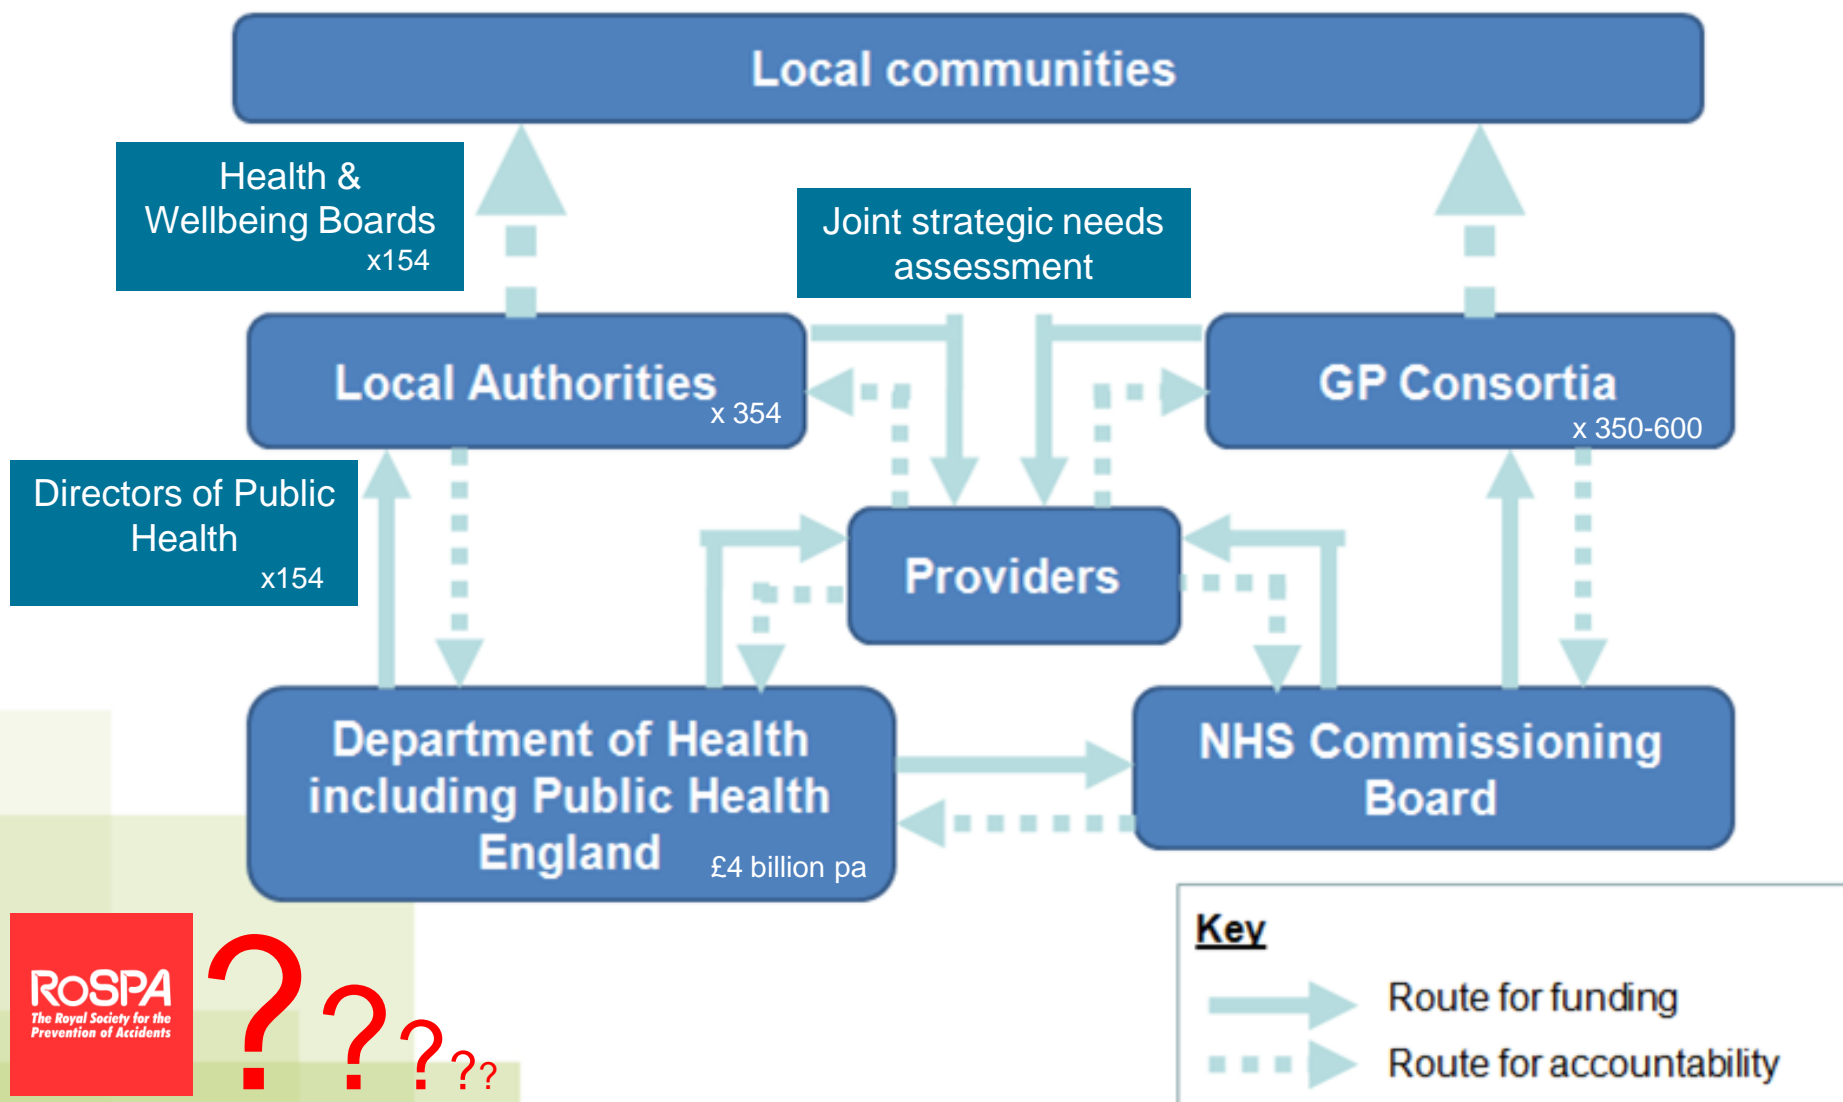 Local communities
Health &
Wellbeing Boards
x154
Joint strategic needs
assessment
Local Authorities
x 354
GP Consortia
x 350-600
Directors of Public
Health
x154
Providers
Department of Health
including Public Health
England
£4 billion pa
NHS Commissioning
Board
Key
Route for funding
Route for accountability
RoSPA
The Royal Society for the
Prevention of Accidents
?????